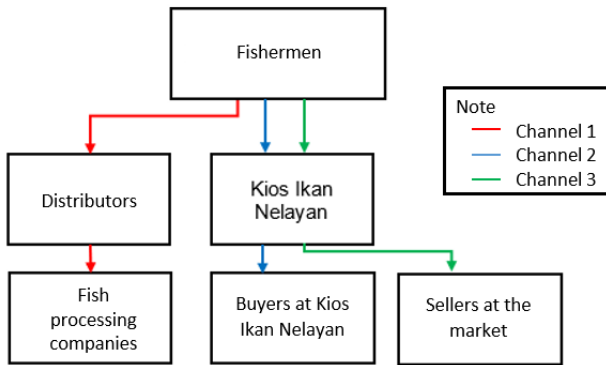 Fishermen
Note
Channel 1
Channel 2
Channel 3
Distributors
Kios Ikan
Nelayan
Fish
processing
companies
Buyers at Kios
Ikan Nelayan
Sellers at the
market